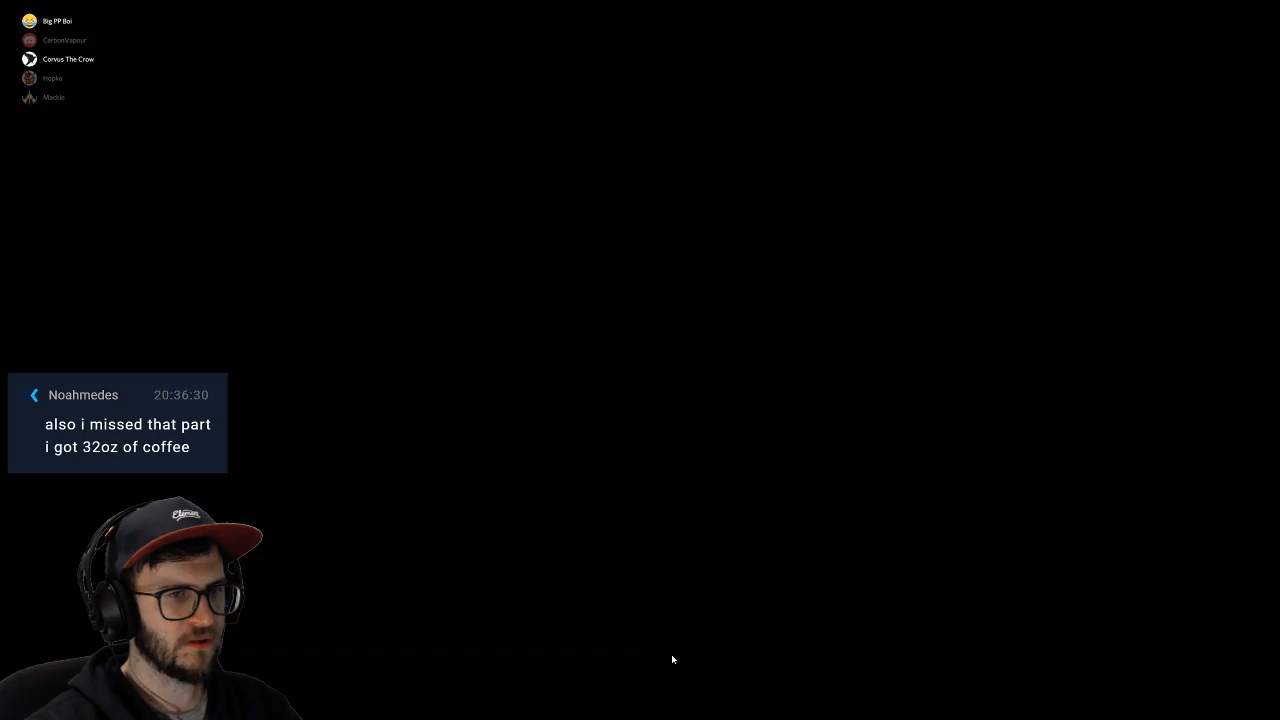 Big PP Boi
CarbonVapour
Corvus The Crow
Hopko
Mackie
Noahmedes 20:36:30
also i missed that part
i got 32oz of coffee
Element